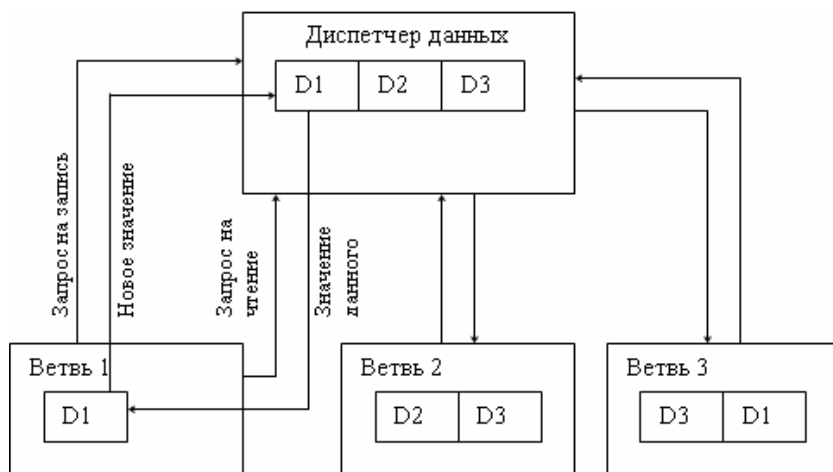 Диспетчер данных
D1 D2 D3
Запрос на запись
Новое значение
Запрос на
чтение
Значение
данного
Ветвь 1
D1
Ветвь 2
D2 D3
Ветвь 3
D3 D1